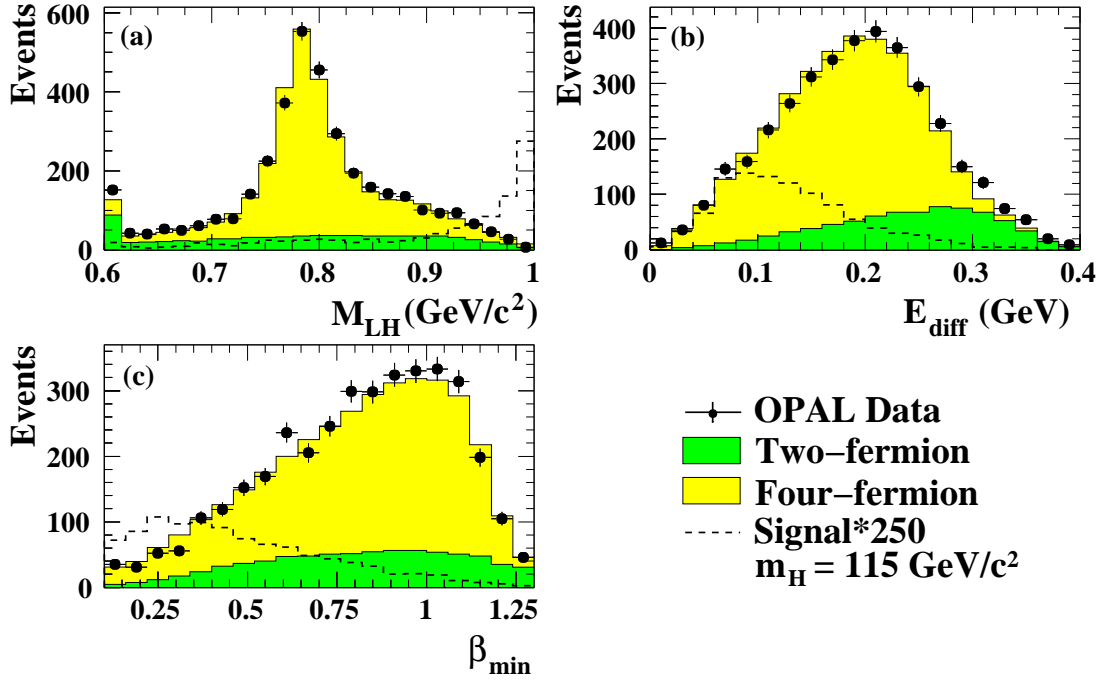 (a)
Events
600
400
200
0
0.6 0.7 0.8 0.9 1
M_LH (GeV/c²)
(b)
Events
400
300
200
100
0
0 0.1 0.2 0.3 0.4
E_diff (GeV)
(c)
Events
300
200
100
0
0.25 0.5 0.75 1 1.25
β_min
OPAL Data
Two–fermion
Four–fermion
Signal*250
m_H = 115 GeV/c²